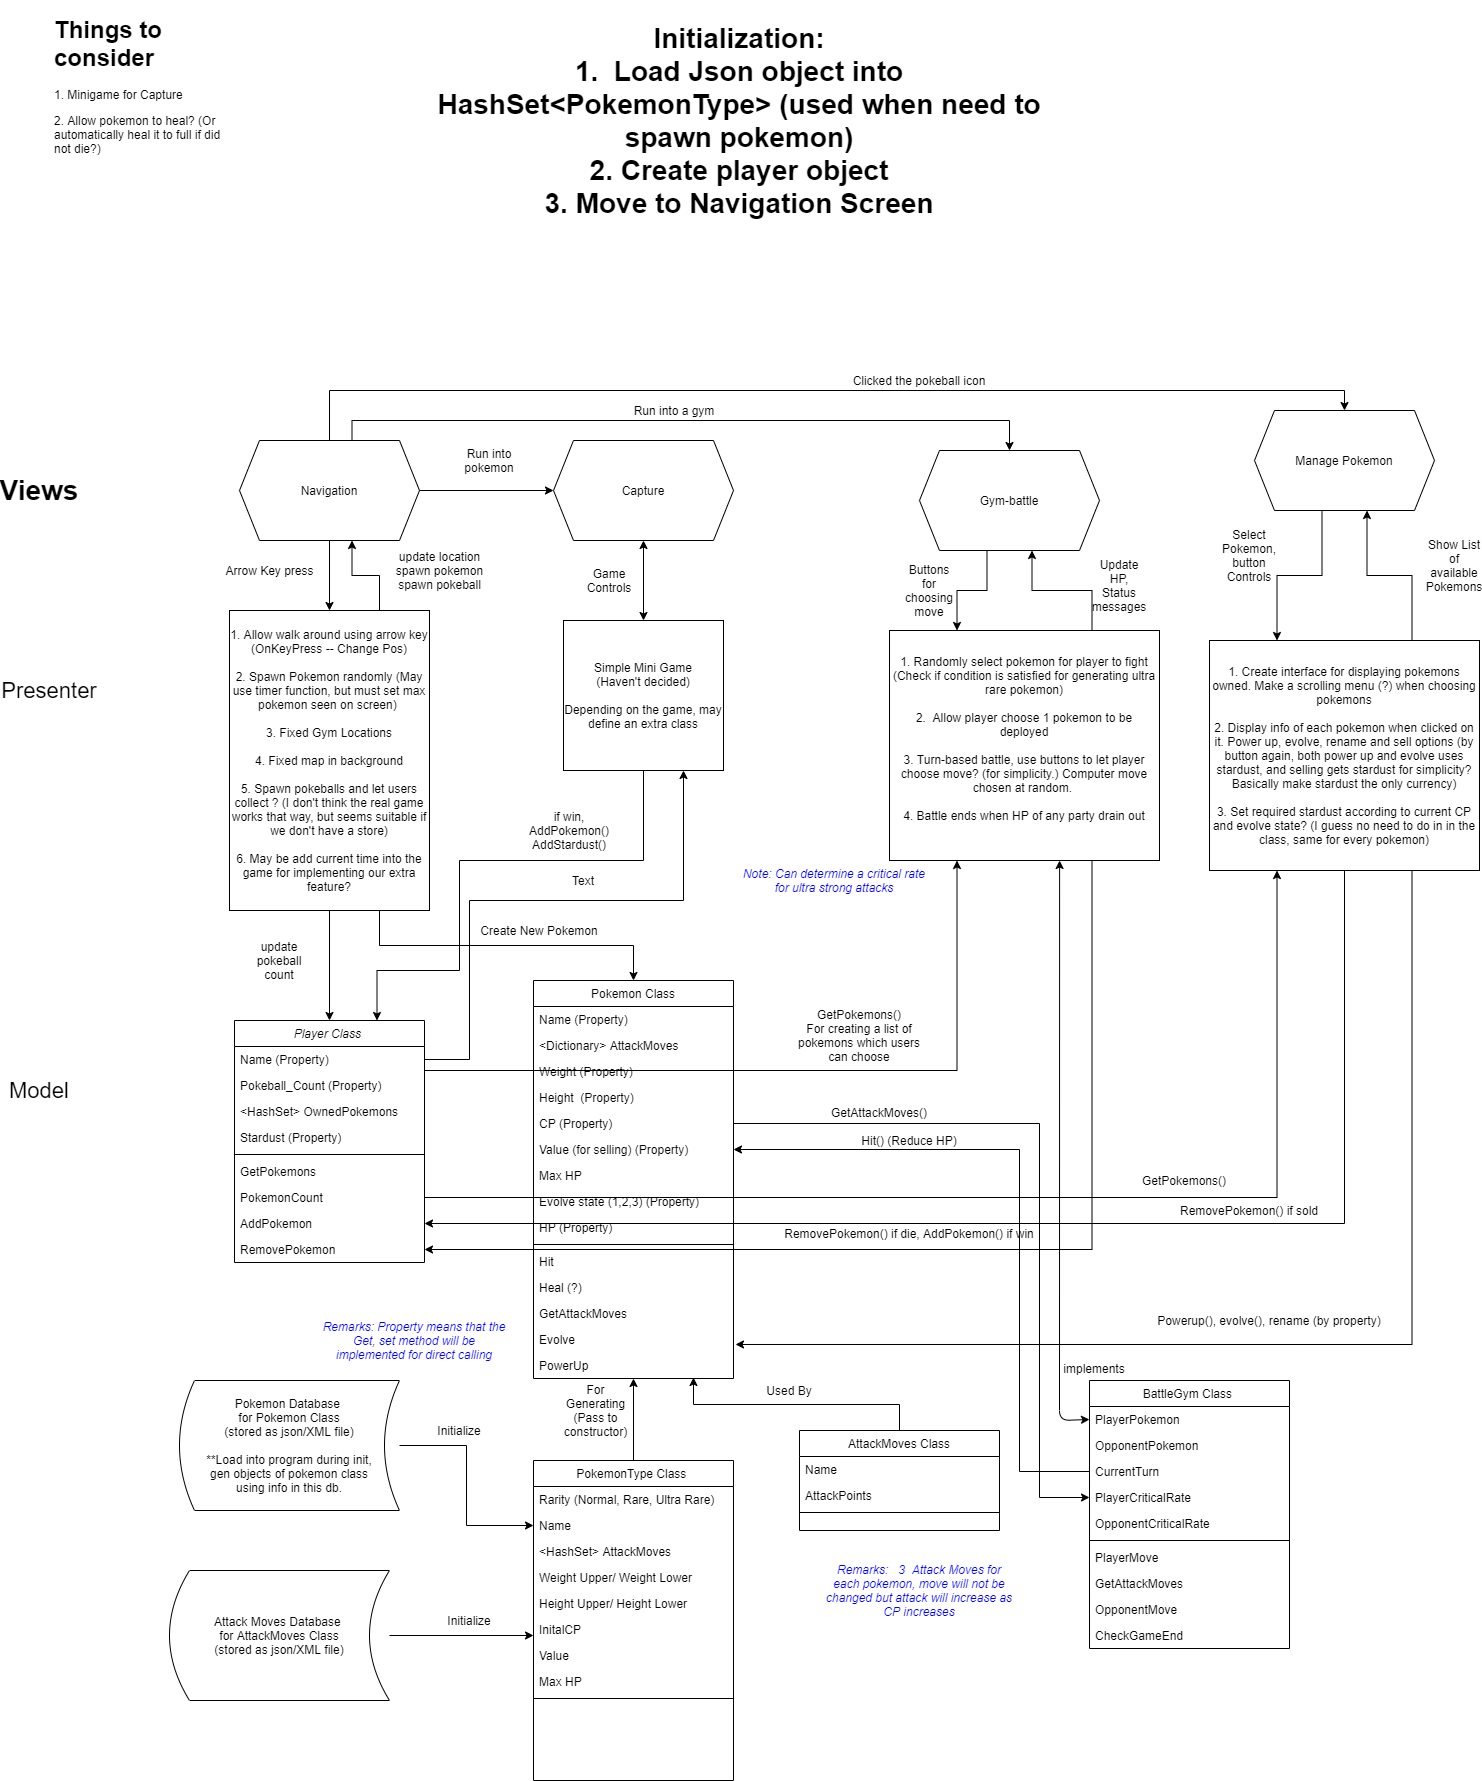 Things to
consider
1. Minigame for Capture
2. Allow pokemon to heal? (Or
automatically heal it to full if did
not die?)
Initialization:
1.  Load Json object into
HashSet<PokemonType> (used when need to
spawn pokemon)
2. Create player object
3. Move to Navigation Screen
Clicked the pokeball icon
Run into a gym
Run into
pokemon
Views
Navigation
Capture
Gym-battle
Manage Pokemon
Arrow Key press
update location
spawn pokemon
spawn pokeball
Game
Controls
Buttons
for
choosing
move
Update
HP,
Status
messages
Select
Pokemon,
button
Controls
Show List
of
available
Pokemons
Presenter
1. Allow walk around using arrow key
(OnKeyPress -- Change Pos)
2. Spawn Pokemon randomly (May
use timer function, but must set max
pokemon seen on screen)
3. Fixed Gym Locations
4. Fixed map in background
5. Spawn pokeballs and let users
collect ? (I don't think the real game
works that way, but seems suitable if
we don't have a store)
6. May be add current time into the
game for implementing our extra
feature?
Simple Mini Game
(Haven't decided)
Depending on the game, may
define an extra class
1. Randomly select pokemon for player to fight
(Check if condition is satisfied for generating ultra
rare pokemon)
2.  Allow player choose 1 pokemon to be
deployed
3. Turn-based battle, use buttons to let player
choose move? (for simplicity.) Computer move
chosen at random.
4. Battle ends when HP of any party drain out
1. Create interface for displaying pokemons
owned. Make a scrolling menu (?) when choosing
pokemons
2. Display info of each pokemon when clicked on
it. Power up, evolve, rename and sell options (by
button again, both power up and evolve uses
stardust, and selling gets stardust for simplicity?
Basically make stardust the only currency)
3. Set required stardust according to current CP
and evolve state? (I guess no need to do in in the
class, same for every pokemon)
if win,
AddPokemon()
AddStardust()
Text
Note: Can determine a critical rate
for ultra strong attacks
update
pokeball
count
Create New Pokemon
Model
Player Class
Name (Property)
Pokeball_Count (Property)
<HashSet> OwnedPokemons
Stardust (Property)
GetPokemons
PokemonCount
AddPokemon
RemovePokemon
Pokemon Class
Name (Property)
<Dictionary> AttackMoves
Weight (Property)
Height  (Property)
CP (Property)
Value (for selling) (Property)
Max HP
Evolve state (1,2,3) (Property)
HP (Property)
Hit
Heal (?)
GetAttackMoves
Evolve
PowerUp
GetPokemons()
For creating a list of
pokemons which users
can choose
GetAttackMoves()
Hit() (Reduce HP)
GetPokemons()
RemovePokemon() if sold
RemovePokemon() if die, AddPokemon() if win
Powerup(), evolve(), rename (by property)
Remarks: Property means that the
Get, set method will be
implemented for direct calling
Pokemon Database
for Pokemon Class
(stored as json/XML file)
**Load into program during init,
gen objects of pokemon class
using info in this db.
Initialize
For
Generating
(Pass to
constructor)
Used By
implements
Attack Moves Database
for AttackMoves Class
(stored as json/XML file)
Initialize
PokemonType Class
Rarity (Normal, Rare, Ultra Rare)
Name
<HashSet> AttackMoves
Weight Upper/ Weight Lower
Height Upper/ Height Lower
InitalCP
Value
Max HP
AttackMoves Class
Name
AttackPoints
Remarks:   3  Attack Moves for
each pokemon, move will not be
changed but attack will increase as
CP increases
BattleGym Class
PlayerPokemon
OpponentPokemon
CurrentTurn
PlayerCriticalRate
OpponentCriticalRate
PlayerMove
GetAttackMoves
OpponentMove
CheckGameEnd